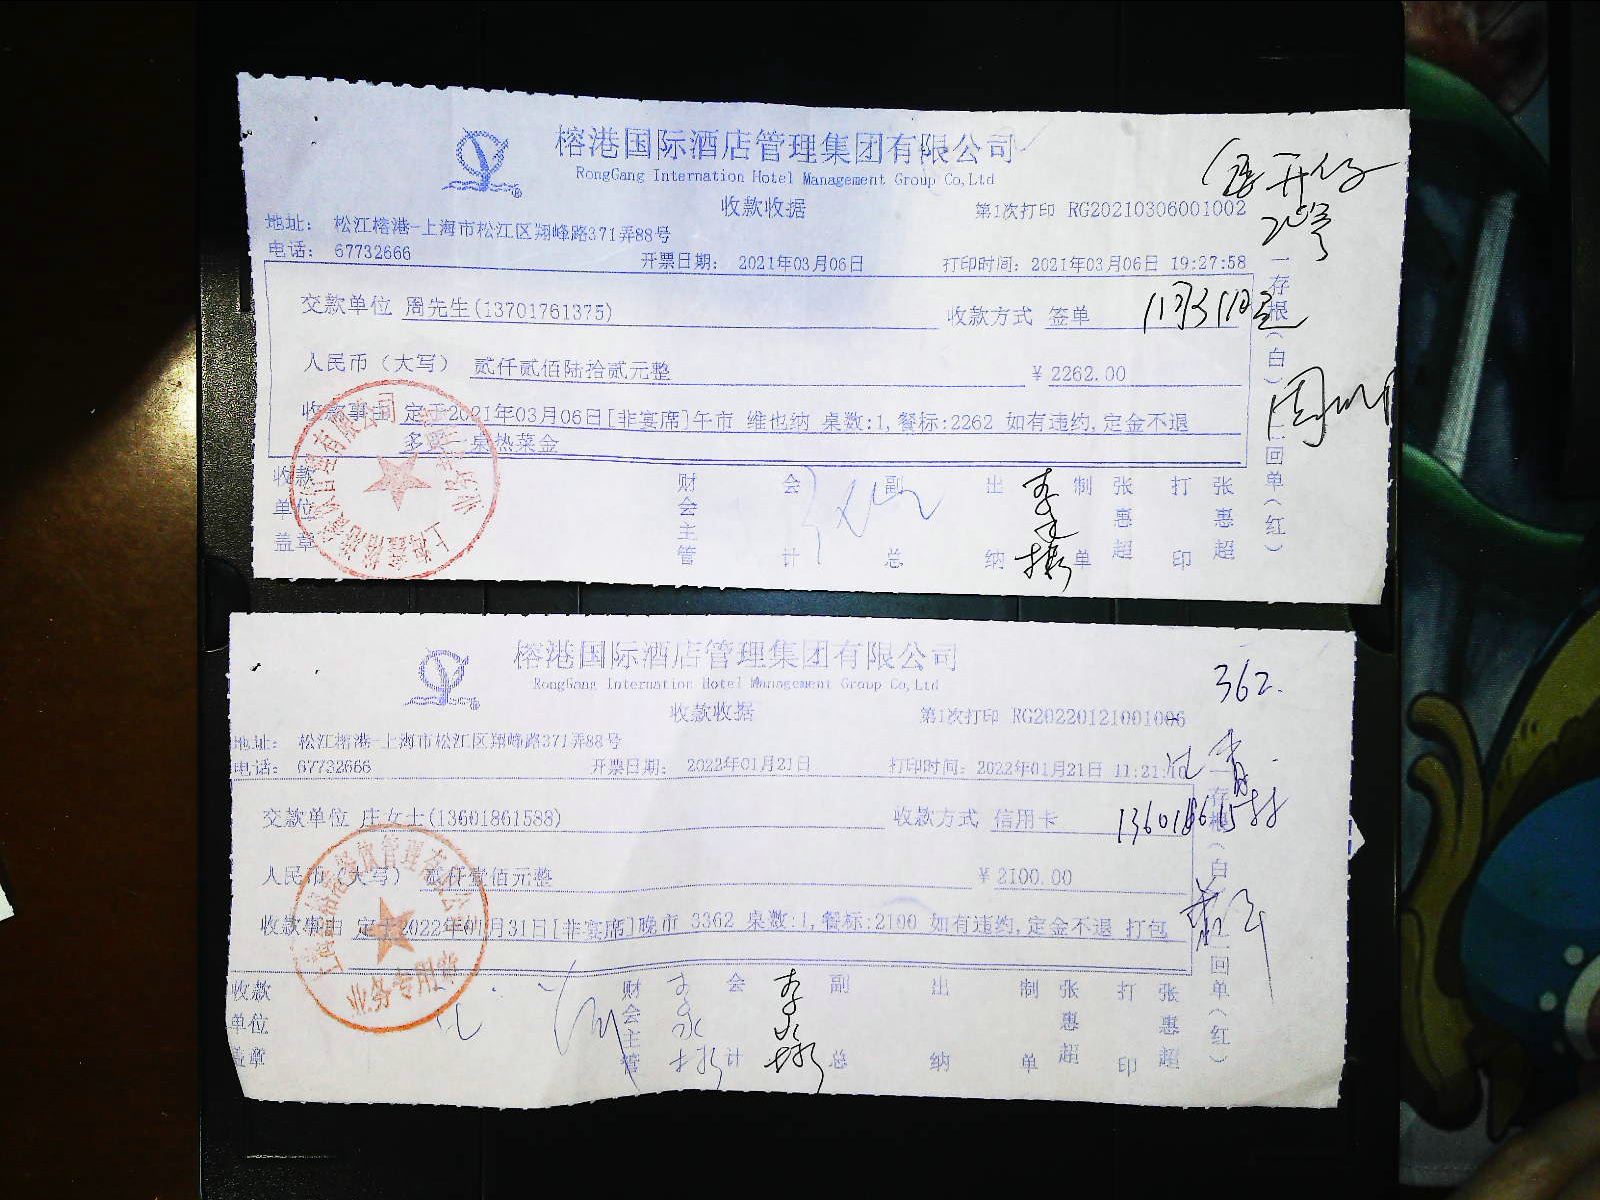 榕港国际酒店管理集团有限公司
RongGang Internation Hotel Management Group Co,Ltd
收款收据
第1次打印 RG20210306001002
地址： 松江榕港-上海市松江区翔峰路371弄88号
电话： 67732666
开票日期： 2021年03月06日
打印时间：2021年03月06日 19:27:58
交款单位 周先生(13701761375)
收款方式 签单
人民币（大写） 贰仟贰佰陆拾贰元整
￥2262.00
收款事由 定于2021年03月06日[非宴席]午市 维也纳 桌数:1,餐标:2262 如有违约,定金不退
多买一桌热菜金
收款单位盖章
财会主管
会计
副总
出纳
制单 张惠超
打印 张惠超
一存根（白）二回单（红）
榕港国际酒店管理集团有限公司
RongGang Internation Hotel Management Group Co,Ltd
收款收据
362.
第1次打印 RG20220121001006
地址： 松江榕港-上海市松江区翔峰路371弄88号
电话： 67732666
开票日期： 2022年01月21日
打印时间：2022年01月21日 11:21:10
交款单位 庄女士(13601861588)
收款方式 信用卡
人民币（大写） 贰仟壹佰元整
￥2100.00
收款事由 定于2022年01月31日[非宴席]晚市 3362 桌数:1,餐标:2100 如有违约,定金不退 打包
业务专用章
收款单位盖章
财会主管
会计
副总
出纳
制单 张惠超
打印 张惠超
一存根（白）二回单（红）